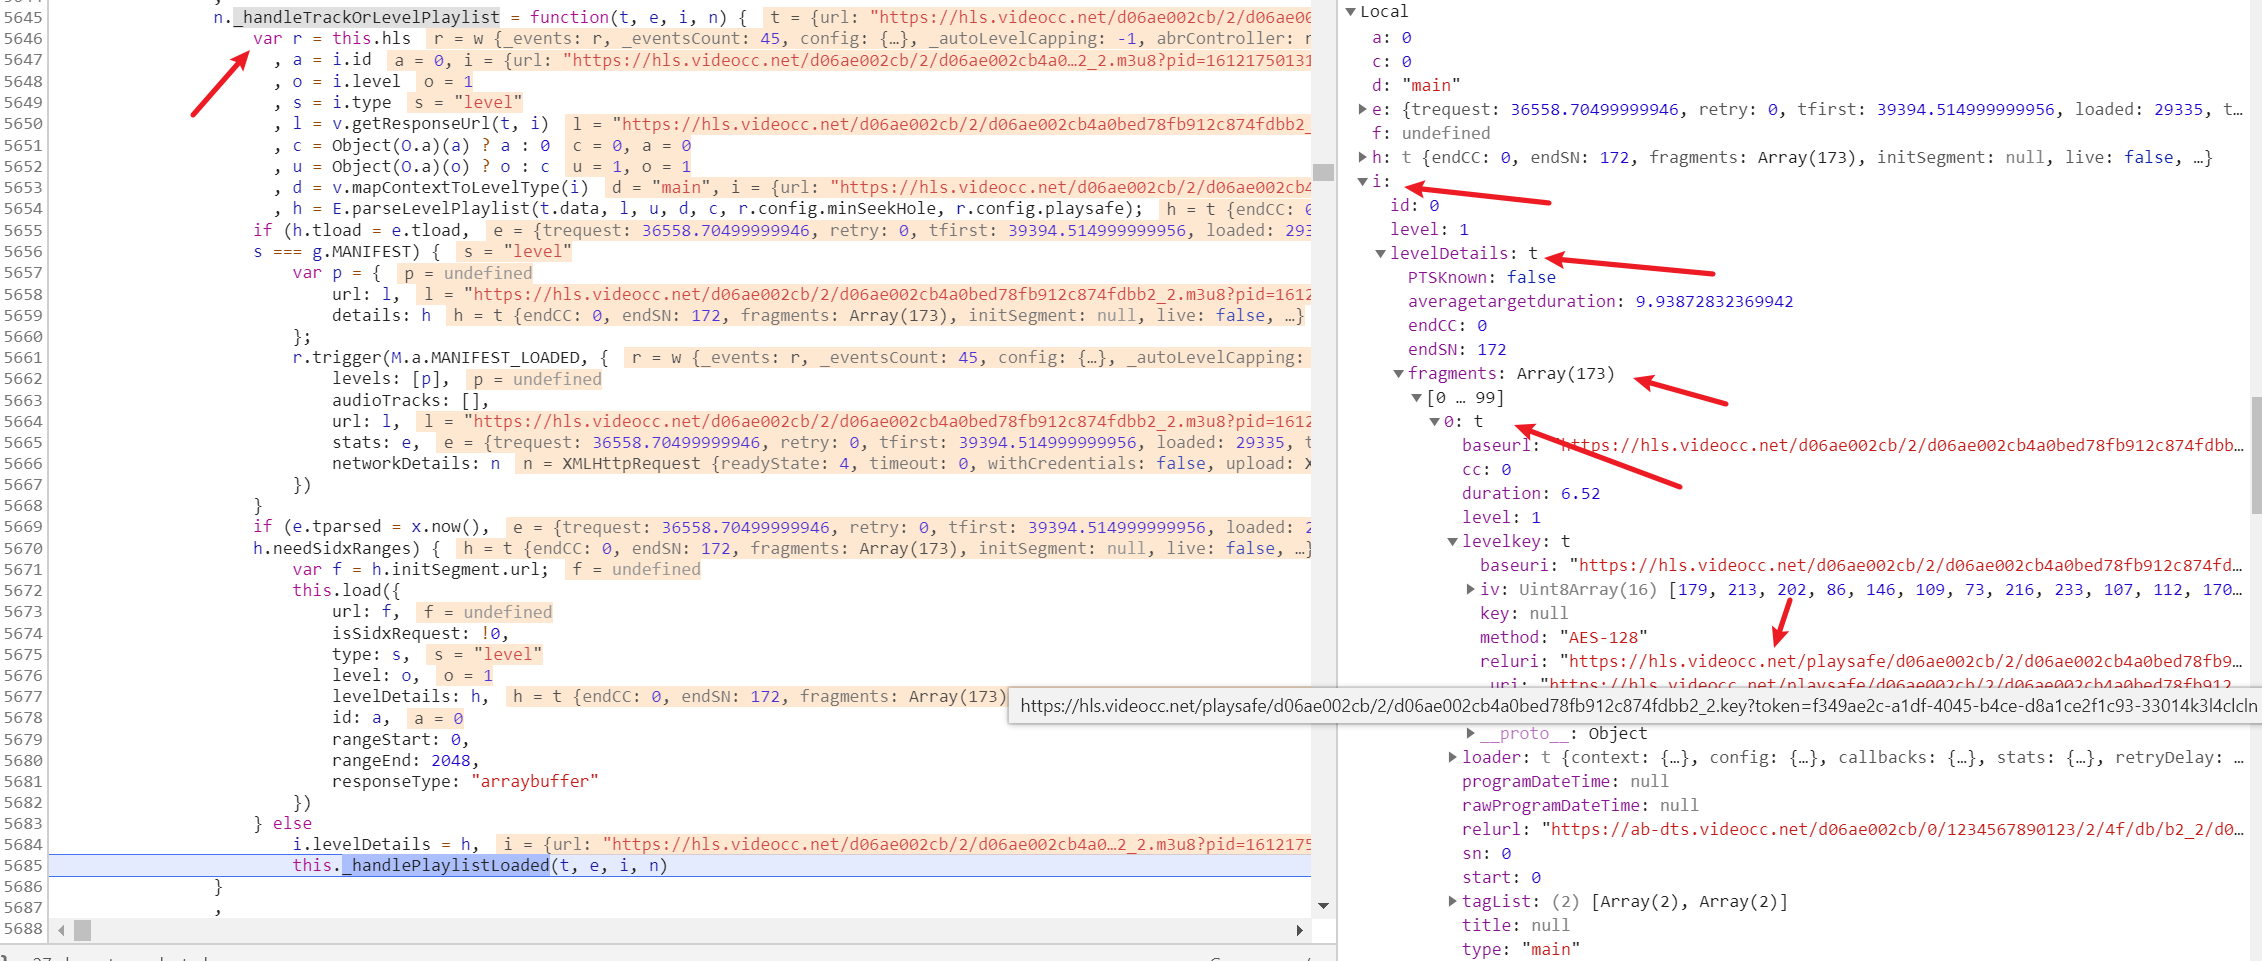 5645 n._handleTrackOrLevelPlaylist = function(t, e, i, n) { t = {url: "https://hls.videocc.net/d06ae002cb/2/d06ae00
5646 var r = this.hls r = w {_events: r, _eventsCount: 45, config: {…}, _autoLevelCapping: -1, abrController: r
5647 , a = i.id a = 0, i = {url: "https://hls.videocc.net/d06ae002cb/2/d06ae002cb4a0…2_2.m3u8?pid=16121750131
5648 , o = i.level o = 1
5649 , s = i.type s = "level"
5650 , l = v.getResponseUrl(t, i) l = "https://hls.videocc.net/d06ae002cb/2/d06ae002cb4a0bed78fb912c874fdbb2_
5651 , c = Object(O.a)(a) ? a : 0 c = 0, a = 0
5652 , u = Object(O.a)(o) ? o : c u = 1, o = 1
5653 , d = v.mapContextToLevelType(i) d = "main", i = {url: "https://hls.videocc.net/d06ae002cb/2/d06ae002cb4
5654 , h = E.parseLevelPlaylist(t.data, l, u, d, c, r.config.minSeekHole, r.config.playsafe); h = t {endCC: 0
5655 if (h.tload = e.tload, e = {trequest: 36558.70499999946, retry: 0, tfirst: 39394.514999999956, loaded: 293
5656 s === g.MANIFEST) { s = "level"
5657 var p = { p = undefined
5658 url: l, l = "https://hls.videocc.net/d06ae002cb/2/d06ae002cb4a0bed78fb912c874fdbb2_2.m3u8?pid=1612
5659 details: h h = t {endCC: 0, endSN: 172, fragments: Array(173), initSegment: null, live: false, …}
5660 };
5661 r.trigger(M.a.MANIFEST_LOADED, { r = w {_events: r, _eventsCount: 45, config: {…}, _autoLevelCapping:
5662 levels: [p], p = undefined
5663 audioTracks: [],
5664 url: l, l = "https://hls.videocc.net/d06ae002cb/2/d06ae002cb4a0bed78fb912c874fdbb2_2.m3u8?pid=1612
5665 stats: e, e = {trequest: 36558.70499999946, retry: 0, tfirst: 39394.514999999956, loaded: 29335, t
5666 networkDetails: n n = XMLHttpRequest {readyState: 4, timeout: 0, withCredentials: false, upload: X
5667 })
5668 }
5669 if (e.tparsed = x.now(), e = {trequest: 36558.70499999946, retry: 0, tfirst: 39394.514999999956, loaded: 2
5670 h.needSidxRanges) { h = t {endCC: 0, endSN: 172, fragments: Array(173), initSegment: null, live: false, …}
5671 var f = h.initSegment.url; f = undefined
5672 this.load({
5673 url: f, f = undefined
5674 isSidxRequest: !0,
5675 type: s, s = "level"
5676 level: o, o = 1
5677 levelDetails: h, h = t {endCC: 0, endSN: 172, fragments: Array(173)
5678 id: a, a = 0
5679 rangeStart: 0,
5680 rangeEnd: 2048,
5681 responseType: "arraybuffer"
5682 })
5683 } else
5684 i.levelDetails = h, i = {url: "https://hls.videocc.net/d06ae002cb/2/d06ae002cb4a0…2_2.m3u8?pid=1612175
5685 this._handlePlaylistLoaded(t, e, i, n)
5686 }
5687 ,
5688
Local
a: 0
c: 0
d: "main"
e: {trequest: 36558.70499999946, retry: 0, tfirst: 39394.514999999956, loaded: 29335, t…
f: undefined
h: t {endCC: 0, endSN: 172, fragments: Array(173), initSegment: null, live: false, …}
i:
id: 0
level: 1
levelDetails: t
PTSKnown: false
averagetargetduration: 9.93872832369942
endCC: 0
endSN: 172
fragments: Array(173)
[0 … 99]
0: t
baseurl: "https://hls.videocc.net/d06ae002cb/2/d06ae002cb4a0bed78fb912c874fdbb…
cc: 0
duration: 6.52
level: 1
levelkey: t
baseuri: "https://hls.videocc.net/d06ae002cb/2/d06ae002cb4a0bed78fb912c874fd…
iv: Uint8Array(16) [179, 213, 202, 86, 146, 109, 73, 216, 233, 107, 112, 170…
key: null
method: "AES-128"
reluri: "https://hls.videocc.net/playsafe/d06ae002cb/2/d06ae002cb4a0bed78fb9…
_uri: "https://hls.videocc.net/playsafe/d06ae002cb/2/d06ae002cb4a0bed78fb912…
https://hls.videocc.net/playsafe/d06ae002cb/2/d06ae002cb4a0bed78fb912c874fdbb2_2.key?token=f349ae2c-a1df-4045-b4ce-d8a1ce2f1c93-33014k3l4clcln
__proto__: Object
loader: t {context: {…}, config: {…}, callbacks: {…}, stats: {…}, retryDelay: …
programDateTime: null
rawProgramDateTime: null
relurl: "https://ab-dts.videocc.net/d06ae002cb/0/1234567890123/2/4f/db/b2_2/d0…
sn: 0
start: 0
tagList: (2) [Array(2), Array(2)]
title: null
type: "main"